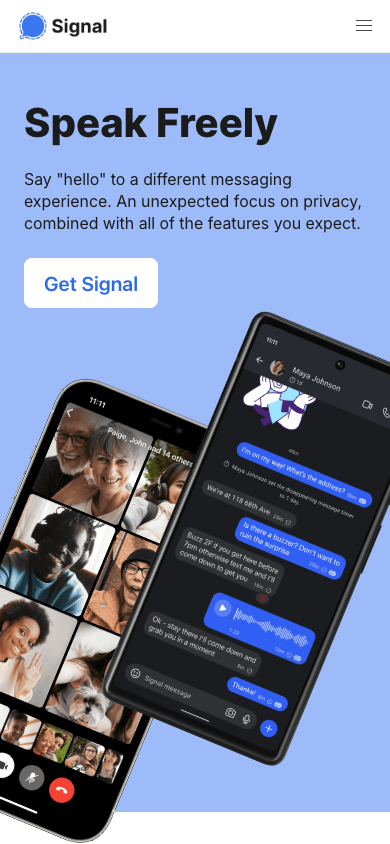 Signal
Speak Freely
Say "hello" to a different messaging
experience. An unexpected focus on privacy,
combined with all of the features you expect.
Get Signal
11:11
Maya Johnson
1d
I'm on my way! What's the address?
Maya Johnson set the disappearing message timer
to 1 day.
We're at 118 68th Ave
Is there a buzzer? Don't want to
ruin the surprise
Buzz 2F if you get here before
7pm otherwise text me and I'll
come down to get you
1:22
Ok - stay there I'll come down and
grab you in a moment
Thanks!
Signal message
11:11
Paige, John and 14 others